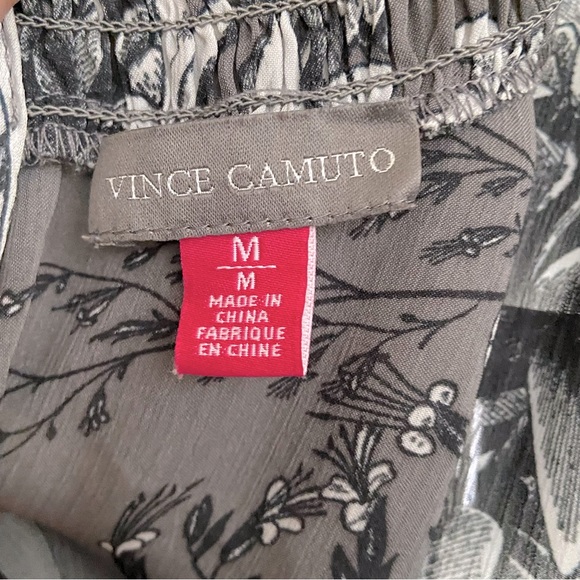 VINCE CAMUTO
M
M
MADE IN
CHINA
FABRIQUE
EN CHINE